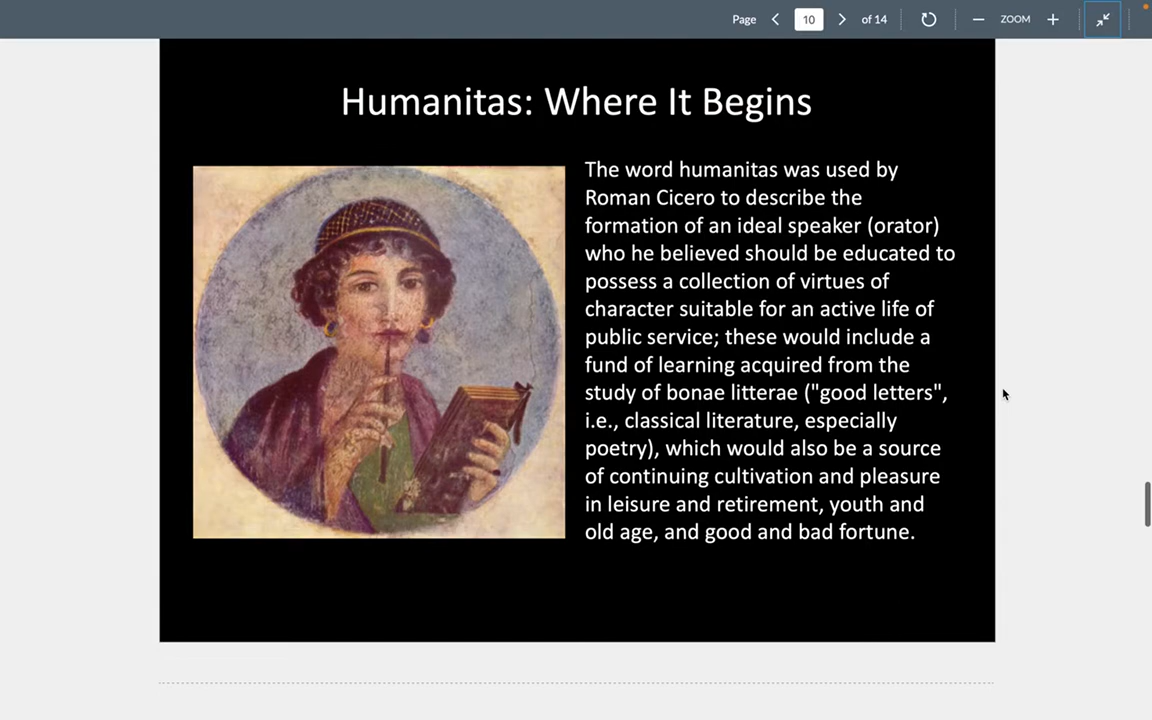 Page 10 of 14 ZOOM
Humanitas: Where It Begins
The word humanitas was used by
Roman Cicero to describe the
formation of an ideal speaker (orator)
who he believed should be educated to
possess a collection of virtues of
character suitable for an active life of
public service; these would include a
fund of learning acquired from the
study of bonae litterae ("good letters",
i.e., classical literature, especially
poetry), which would also be a source
of continuing cultivation and pleasure
in leisure and retirement, youth and
old age, and good and bad fortune.